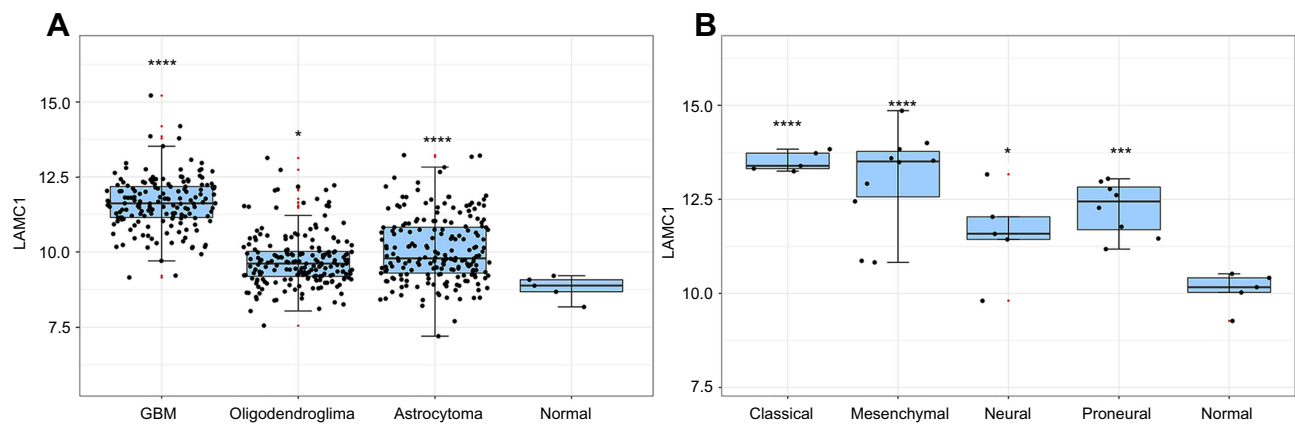 A
LAMC1
15.0
12.5
10.0
7.5
****
*
****
GBM Oligodendroglima Astrocytoma Normal
B
LAMC1
15.0
12.5
10.0
7.5
****
****
*
***
Classical Mesenchymal Neural Proneural Normal